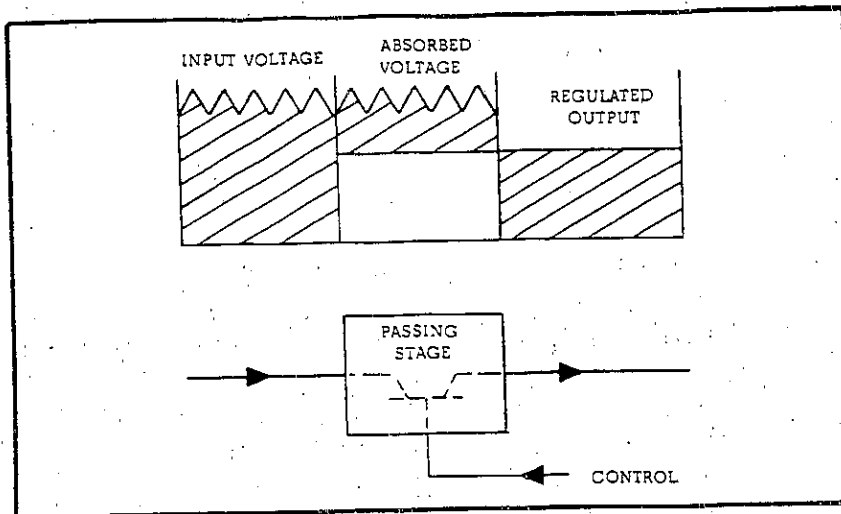 INPUT VOLTAGE
ABSORBED
VOLTAGE
REGULATED
OUTPUT
PASSING
STAGE
CONTROL